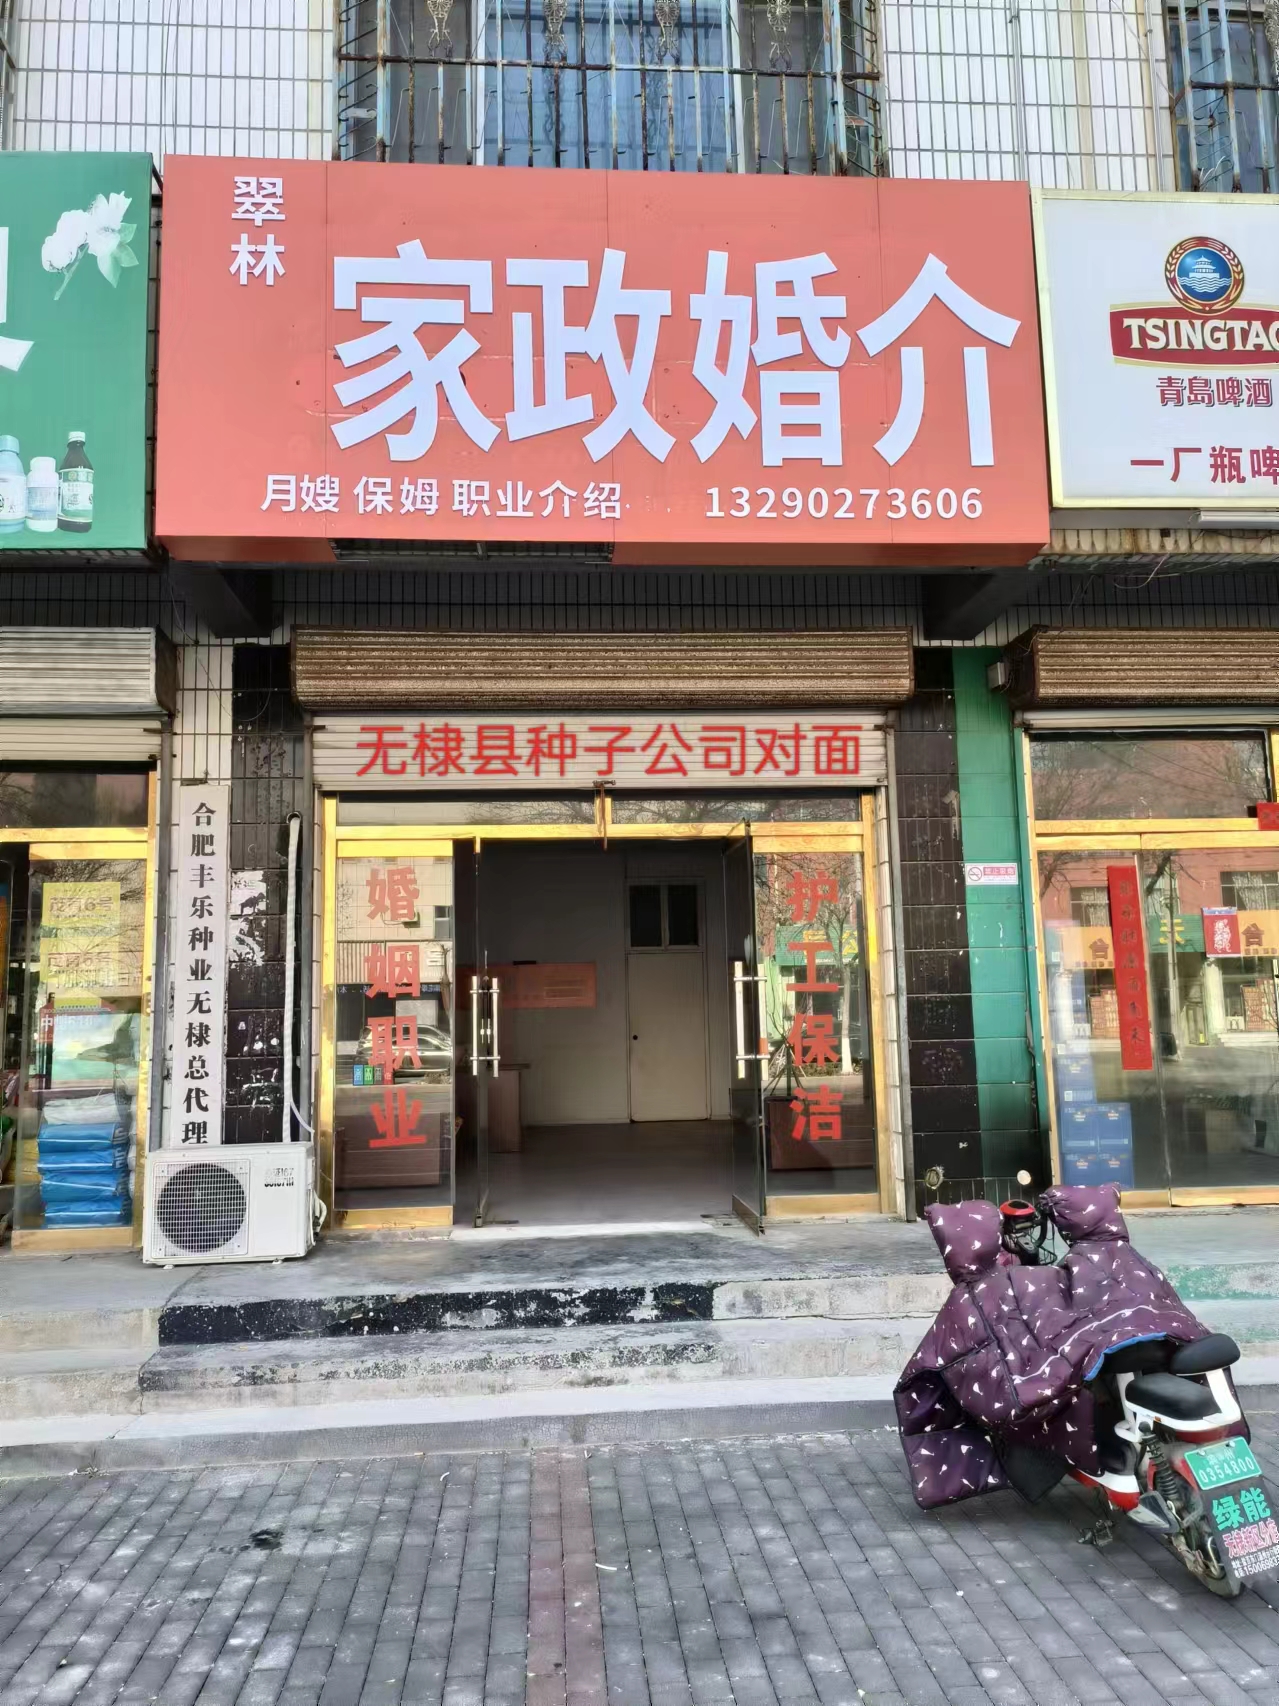 翠林
家政婚介
月嫂 保姆 职业介绍 13290273606
TSINGTAO
青島啤酒
一厂瓶啤
无棣县种子公司对面
合肥丰乐种业无棣总代理
婚姻职业
护工保洁
0354800
绿能